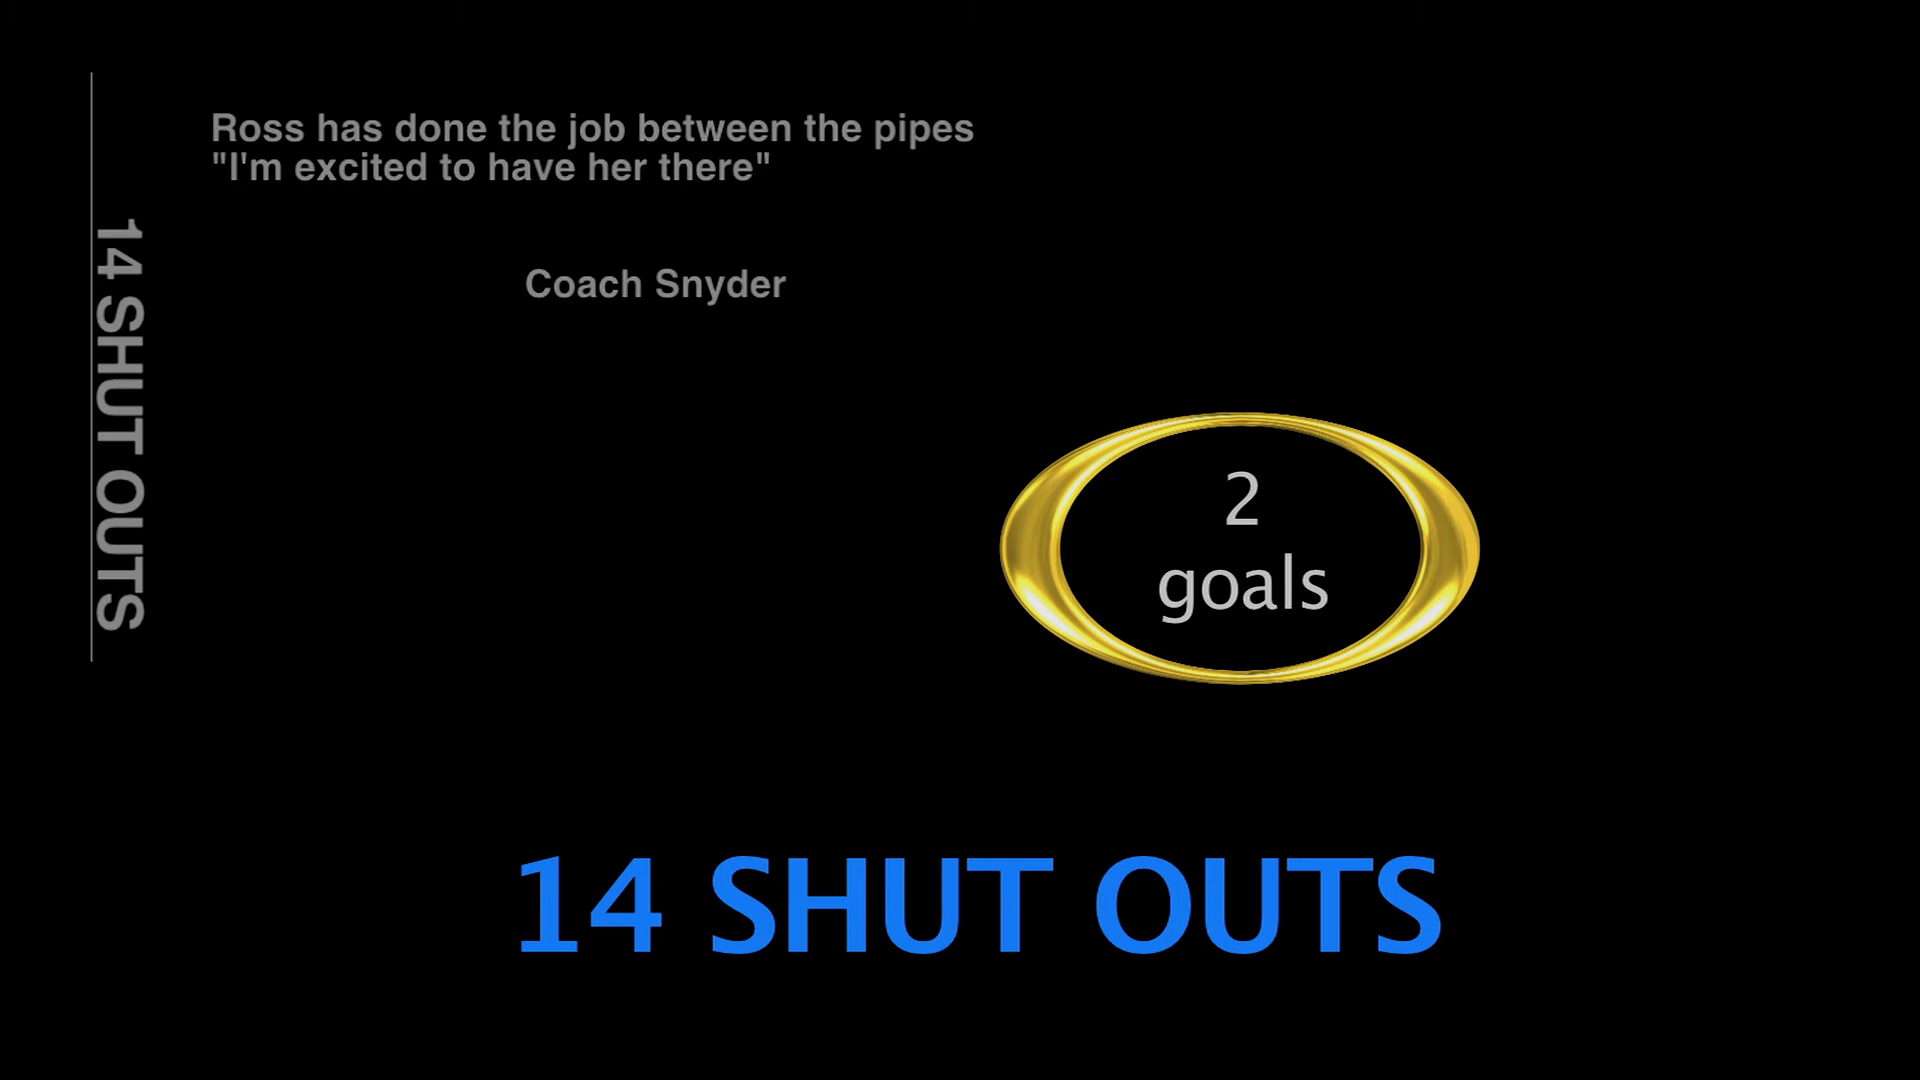 14 SHUT OUTS
Ross has done the job between the pipes
"I'm excited to have her there"
Coach Snyder
2
goals
14 SHUT OUTS